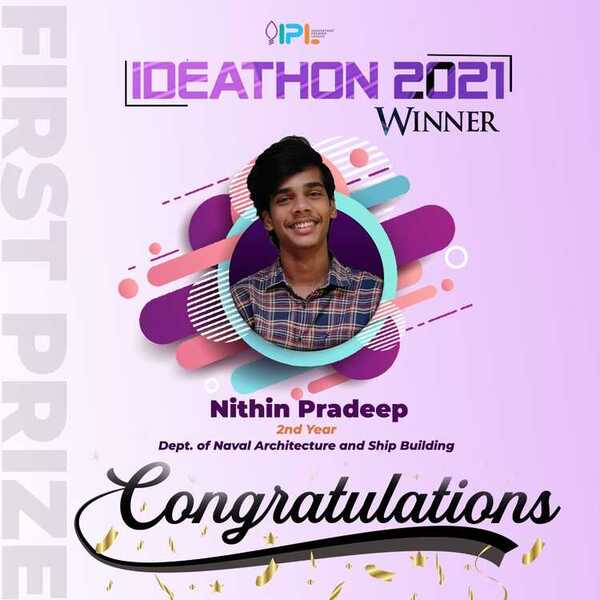 IPL
IDEATHON 2021
WINNER
FIRST PRIZE
Nithin Pradeep
2nd Year
Dept. of Naval Architecture and Ship Building
Congratulations